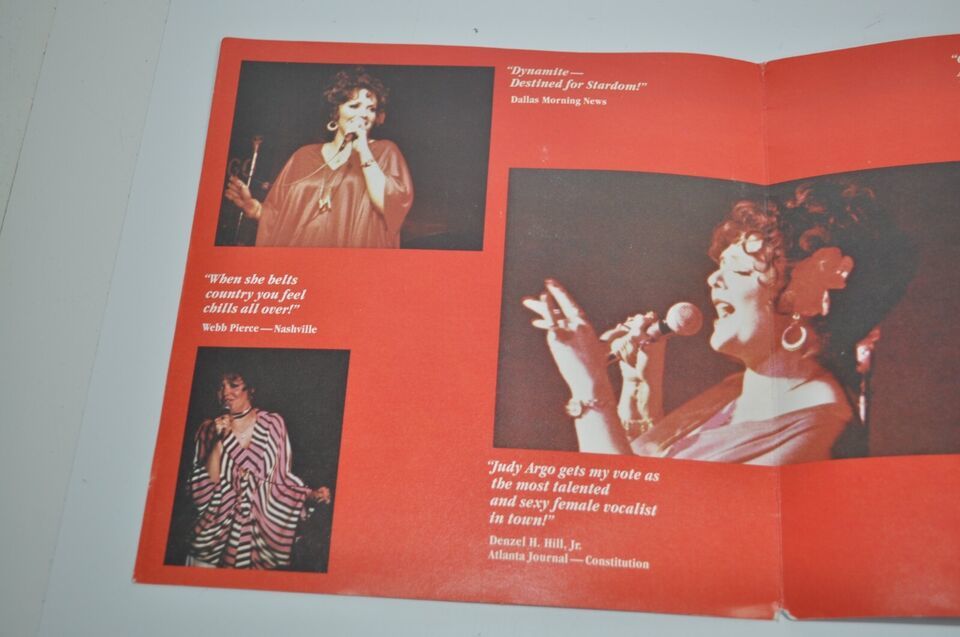 "Dynamite—
Destined for Stardom!"
Dallas Morning News
"When she belts
country you feel
chills all over!"
Webb Pierce—Nashville
"Judy Argo gets my vote as
the most talented
and sexy female vocalist
in town!"
Denzel H. Hill, Jr.
Atlanta Journal—Constitution